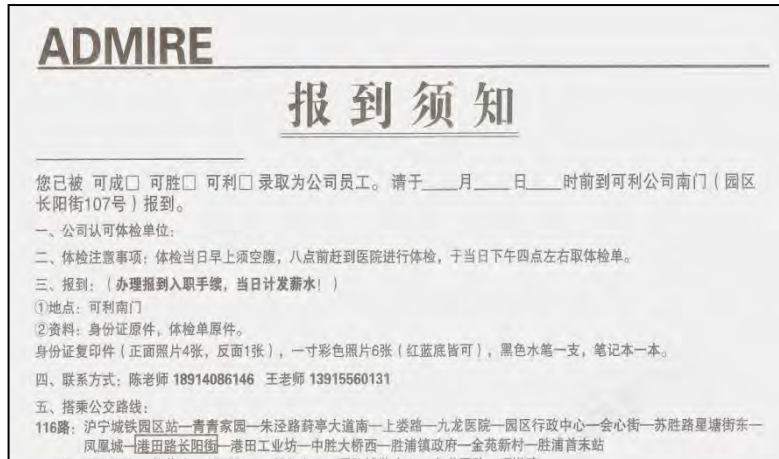 ADMIRE
报到须知
您已被 可成□ 可胜□ 可利□ 录取为公司员工。请于____月____日____时前到可利公司南门（园区
长阳街107号）报到。
一、公司认可体检单位：
二、体检注意事项：体检当日早上须空腹，八点前赶到医院进行体检，于当日下午四点左右取体检单。
三、报到：（办理报到入职手续，当日计发薪水！）
①地点：可利南门
②资料：身份证原件，体检单原件。
身份证复印件（正面照片4张，反面1张），一寸彩色照片6张（红蓝底皆可），黑色水笔一支，笔记本一本。
四、联系方式：陈老师 18914086146 王老师 13915560131
五、搭乘公交路线：
116路：沪宁城铁园区站—青青家园—朱泾路葑亭大道南—上娄路—九龙医院—园区行政中心—会心街—苏胜路星塘街东—
凤凰城—港田路长阳街—港田工业坊—中胜大桥西—胜浦镇政府—金苑新村—胜浦首末站